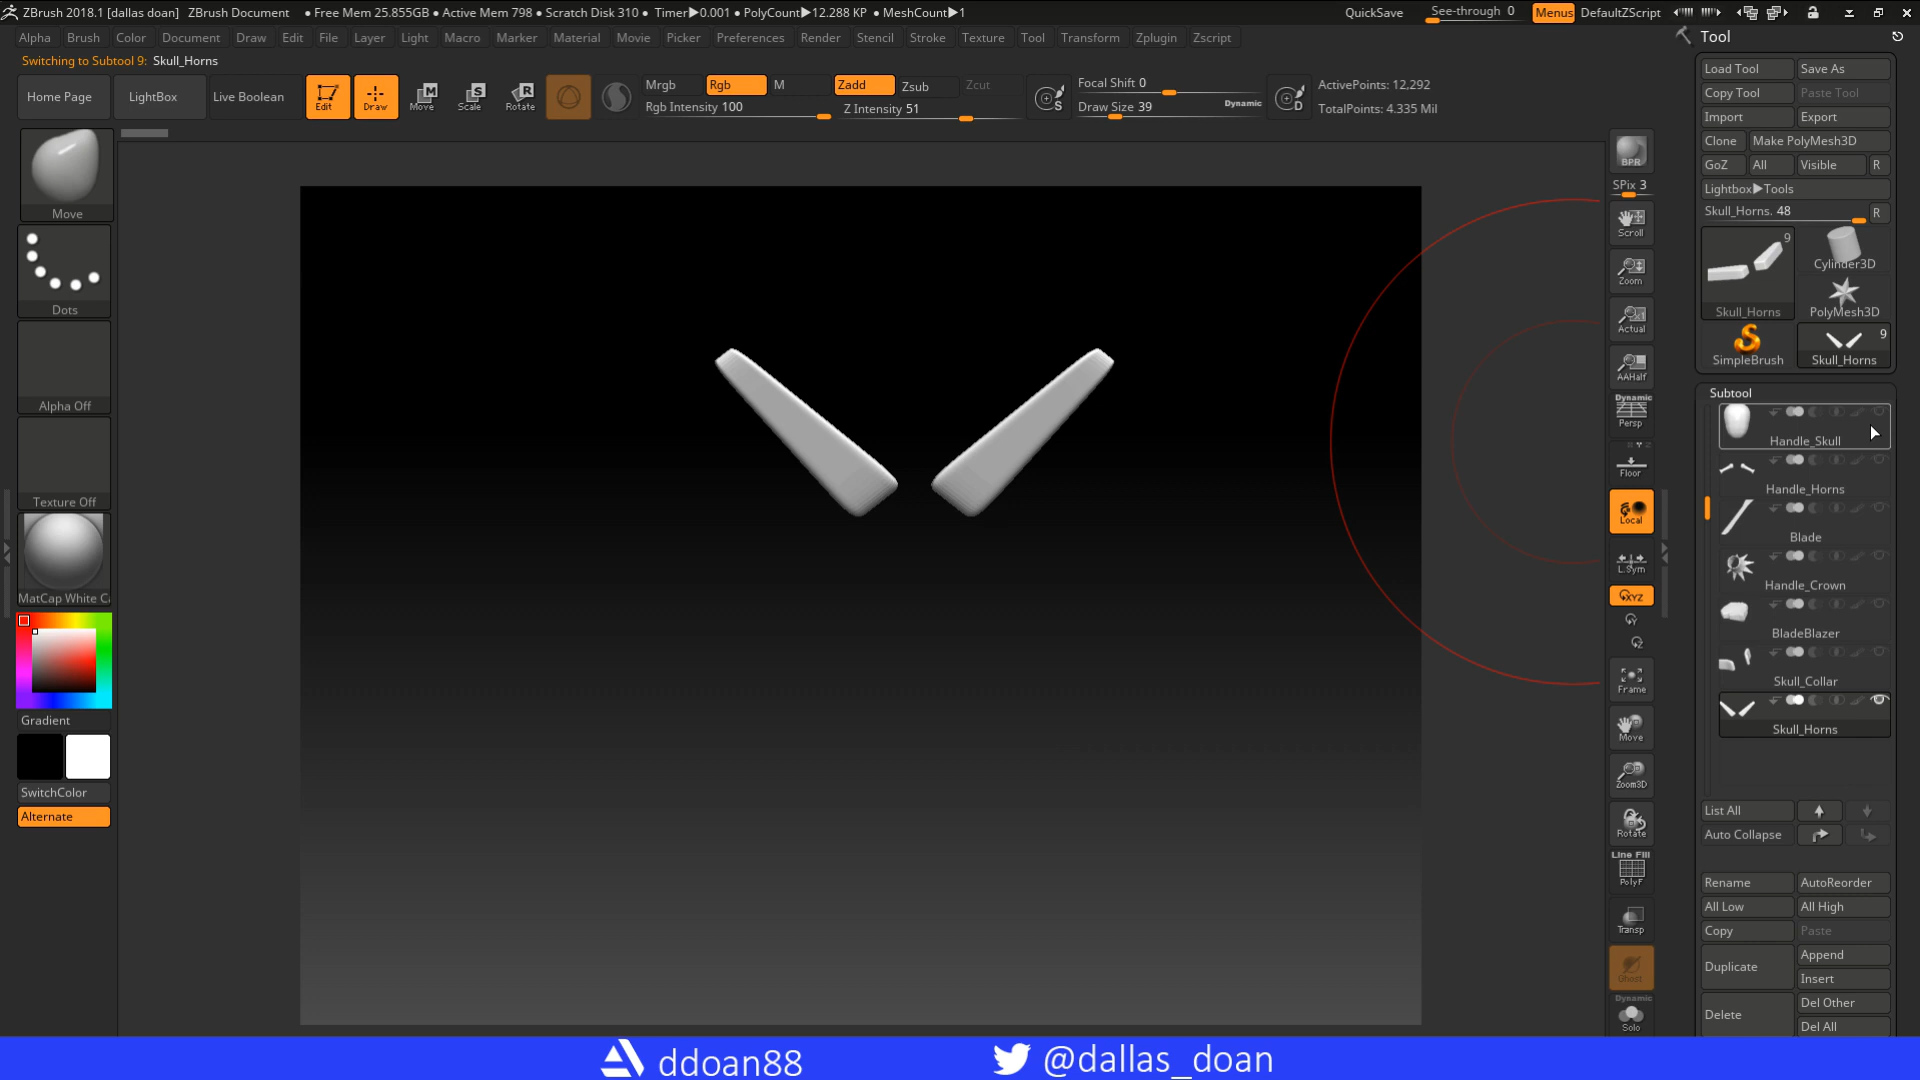 ZBrush 2018.1 [dallas doan] ZBrush Document • Free Mem 25.855GB • Active Mem 798 • Scratch Disk 310 • Timer▶0.001 • PolyCount▶12.288 KP • MeshCount▶1 QuickSave See-through 0 Menus DefaultZScript
Alpha Brush Color Document Draw Edit File Layer Light Macro Marker Material Movie Picker Preferences Render Stencil Stroke Texture Tool Transform Zplugin Zscript
Switching to Subtool 9: Skull_Horns
Home Page LightBox Live Boolean Edit Draw Move Scale Rotate
Mrgb Rgb M Zadd Zsub Zcut
Rgb Intensity 100 Z Intensity 51
Focal Shift 0
Draw Size 39 Dynamic
ActivePoints: 12,292
TotalPoints: 4.335 Mil
Move
Dots
Alpha Off
Texture Off
MatCap White Ca
Gradient
SwitchColor
Alternate
BPR
SPix 3
Scroll
Zoom
Actual
AAHalf
Dynamic
Persp
Floor
Local
L.Sym
XYZ
Frame
Move
Zoom3D
Rotate
Line Fill
PolyF
Transp
Ghost
Dynamic
Solo
Tool
Load Tool Save As
Copy Tool Paste Tool
Import Export
Clone Make PolyMesh3D
GoZ All Visible R
Lightbox▶Tools
Skull_Horns. 48 R
9
Skull_Horns
Cylinder3D
PolyMesh3D
SimpleBrush
9
Skull_Horns
Subtool
Handle_Skull
Handle_Horns
Blade
Handle_Crown
BladeBlazer
Skull_Collar
Skull_Horns
List All
Auto Collapse
Rename AutoReorder
All Low All High
Copy Paste
Duplicate Append
Insert
Delete Del Other
Del All
ddoan88 @dallas_doan